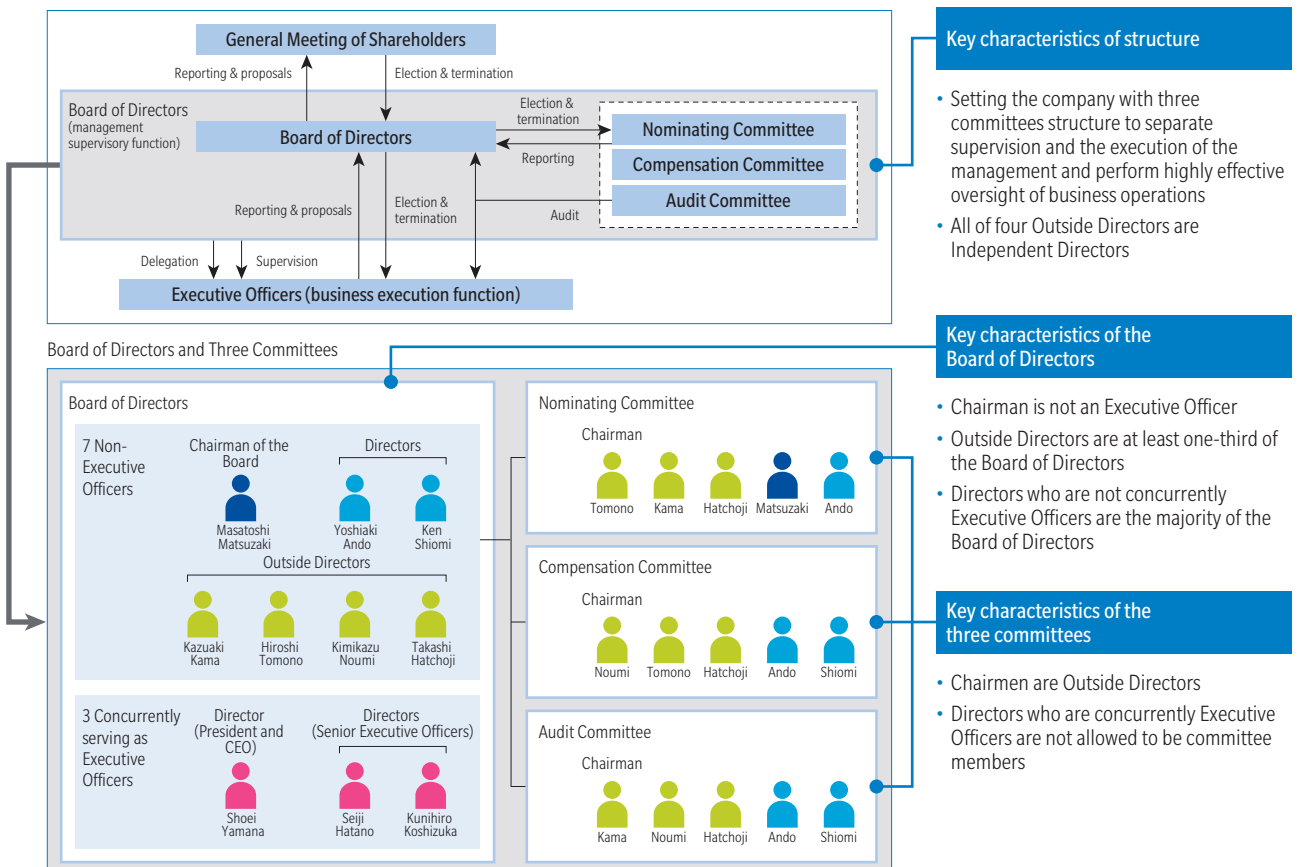 General Meeting of Shareholders
Reporting & proposals
Election & termination
Board of Directors
(management
supervisory function)
Board of Directors
Election &
termination
Reporting
Nominating Committee
Compensation Committee
Audit Committee
Audit
Reporting & proposals
Election &
termination
Delegation
Supervision
Executive Officers (business execution function)
Key characteristics of structure
• Setting the company with three
committees structure to separate
supervision and the execution of the
management and perform highly effective
oversight of business operations
• All of four Outside Directors are
Independent Directors
Board of Directors and Three Committees
Board of Directors
7 Non-
Executive
Officers
Chairman of the
Board
Masatoshi
Matsuzaki
Directors
Yoshiaki
Ando
Ken
Shiomi
Outside Directors
Kazuaki
Kama
Hiroshi
Tomono
Kimikazu
Noumi
Takashi
Hatchoji
3 Concurrently
serving as
Executive
Officers
Director
(President and
CEO)
Shoei
Yamana
Directors
(Senior Executive Officers)
Seiji
Hatano
Kunihiro
Koshizuka
Nominating Committee
Chairman
Tomono Kama Hatchoji Matsuzaki Ando
Compensation Committee
Chairman
Noumi Tomono Hatchoji Ando Shiomi
Audit Committee
Chairman
Kama Noumi Hatchoji Ando Shiomi
Key characteristics of the
Board of Directors
• Chairman is not an Executive Officer
• Outside Directors are at least one-third of
the Board of Directors
• Directors who are not concurrently
Executive Officers are the majority of the
Board of Directors
Key characteristics of the
three committees
• Chairmen are Outside Directors
• Directors who are concurrently Executive
Officers are not allowed to be committee
members